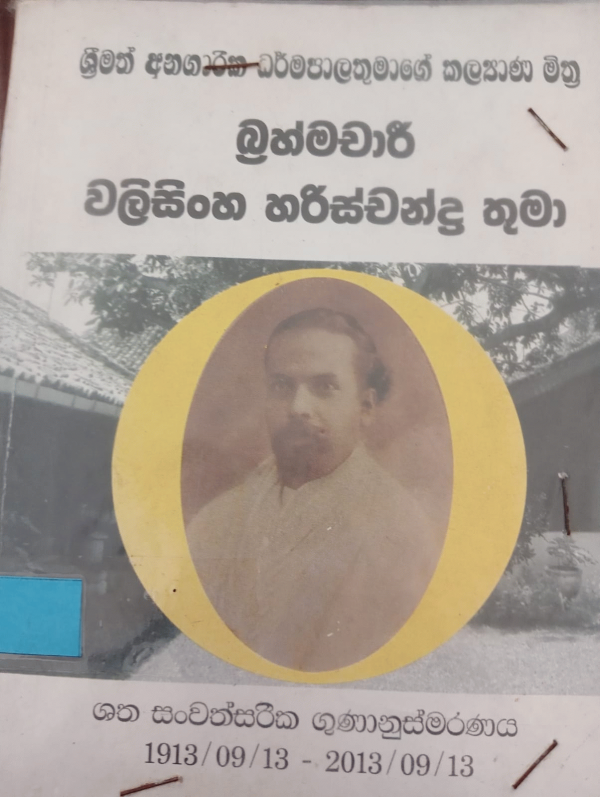 ශ්‍රීමත් අනගාරික ධර්මපාලතුමාගේ කල්‍යාණ මිත්‍ර
බ්‍රහ්මචාරී
වලිසිංහ හරිස්චන්ද්‍ර තුමා
ශත සංවත්සරික ගුණානුස්මරණය
1913/09/13 - 2013/09/13